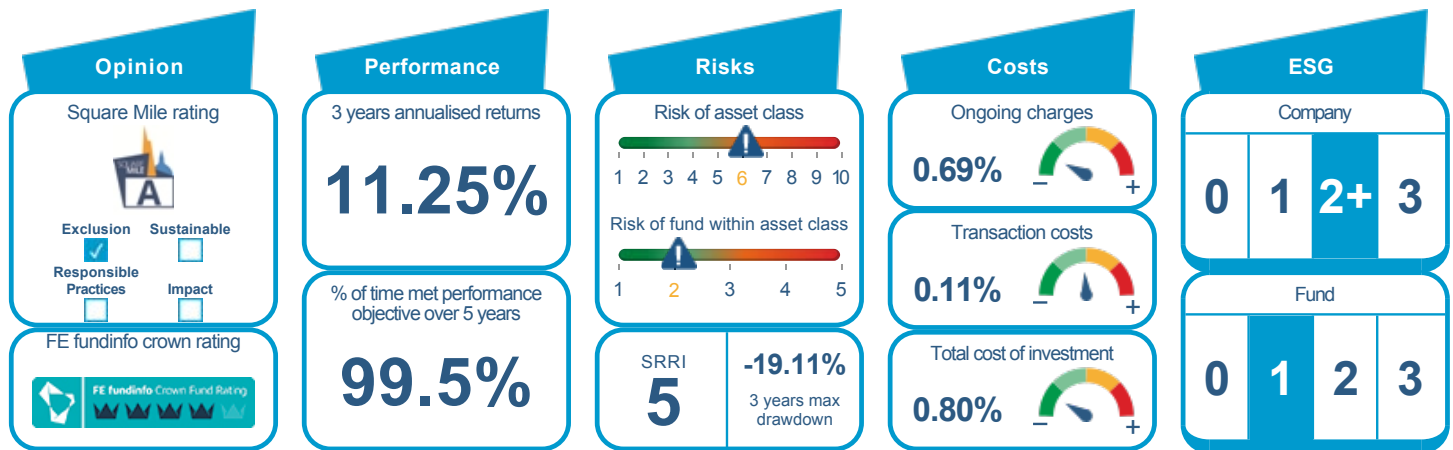 Opinion
Square Mile rating
SQUARE
MILE
A
Exclusion
Sustainable
Responsible
Practices
Impact
FE fundinfo crown rating
FE fundinfo Crown Fund Rating
Performance
3 years annualised returns
11.25%
% of time met performance
objective over 5 years
99.5%
Risks
Risk of asset class
1 2 3 4 5 6 7 8 9 10
Risk of fund within asset class
1 2 3 4 5
SRRI
5
-19.11%
3 years max
drawdown
Costs
Ongoing charges
0.69%
− +
Transaction costs
0.11%
− +
Total cost of investment
0.80%
− +
ESG
Company
0 1 2+ 3
Fund
0 1 2 3